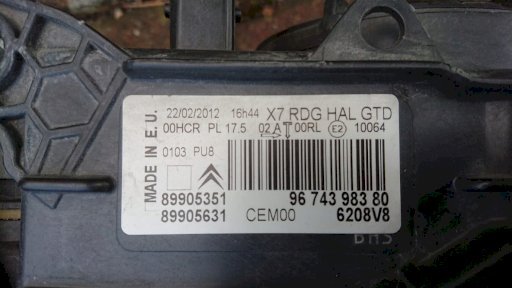 22/02/2012 16h44 X7 RDG HAL GTD
00HCR PL 17.5 02 A 00RL E2 10064
0103 PU8
MADE IN E.U.
89905351 96 743 983 80
89905631 CEM00 6208V8